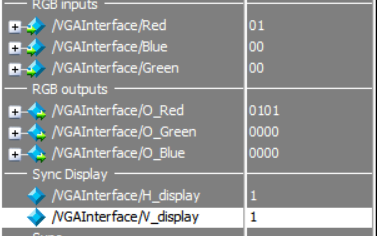 RGB inputs
/VGAInterface/Red 01
/VGAInterface/Blue 00
/VGAInterface/Green 00
RGB outputs
/VGAInterface/O_Red 0101
/VGAInterface/O_Green 0000
/VGAInterface/O_Blue 0000
Sync Display
/VGAInterface/H_display 1
/VGAInterface/V_display 1